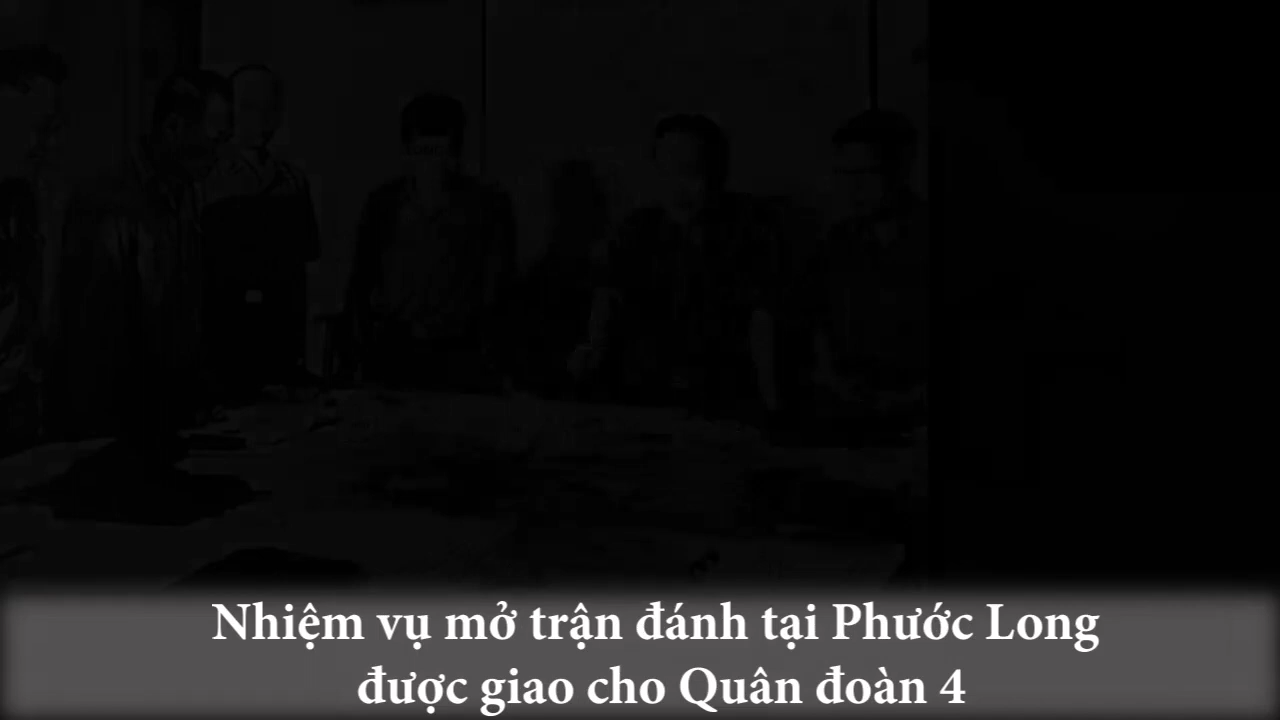 Nhiệm vụ mở trận đánh tại Phước Long
được giao cho Quân đoàn 4